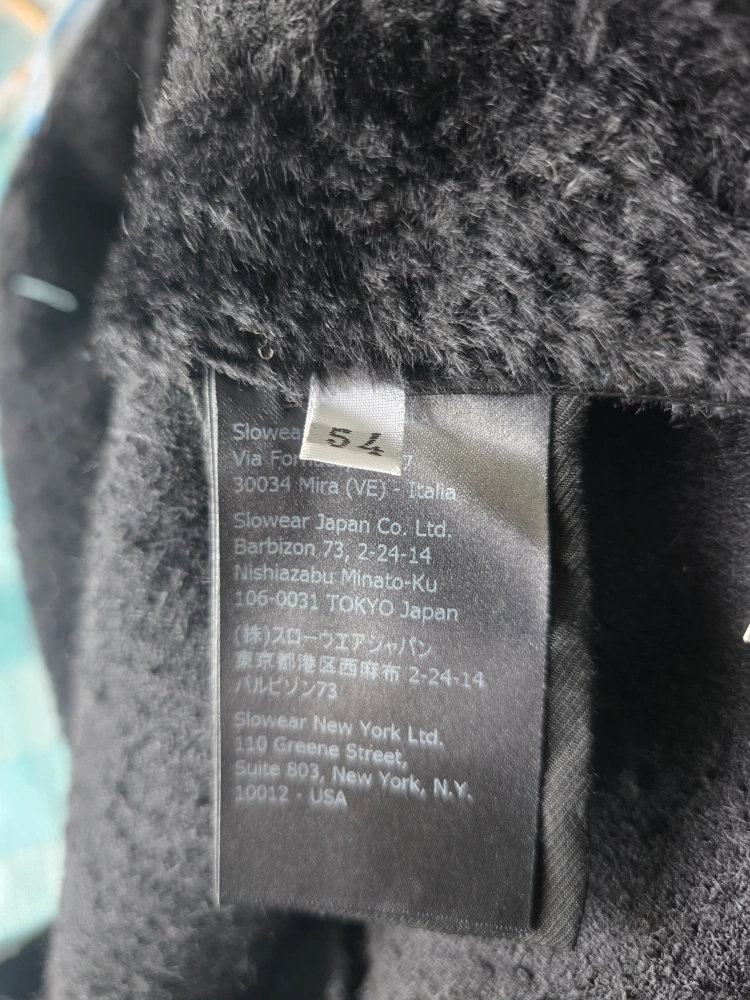 54
Slowea
Via Fo 7
30034 Mira (VE) - Italia
Slowear Japan Co. Ltd.
Barbizon 73, 2-24-14
Nishiazabu Minato-Ku
106-0031 TOKYO Japan
(株)スローウエアジャパン
東京都港区西麻布 2-24-14
バルビゾン73
Slowear New York Ltd.
110 Greene Street,
Suite 803, New York, N.Y.
10012 - USA